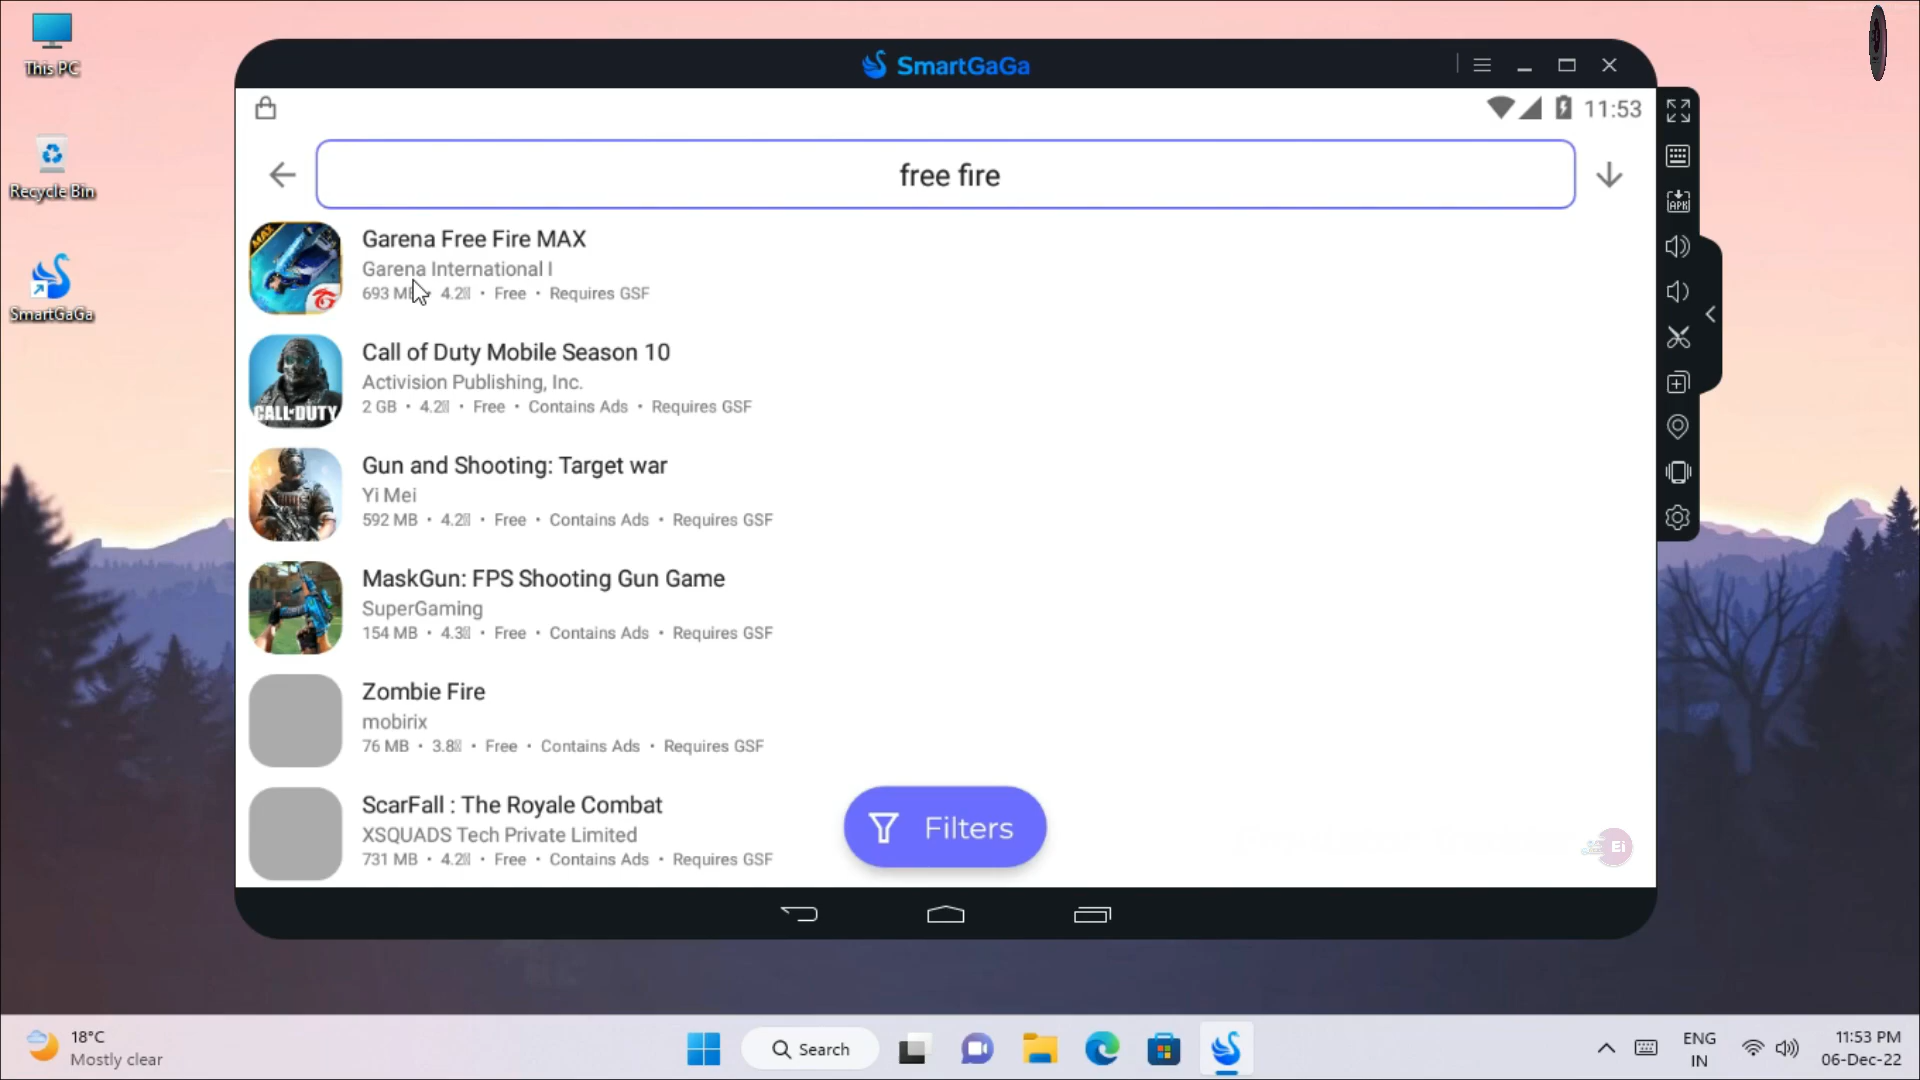 This PC
Recycle Bin
SmartGaGa
SmartGaGa
11:53
free fire
MAX
Garena Free Fire MAX
Garena International I
693 MB • 4.2 • Free • Requires GSF
CALL·DUTY
Call of Duty Mobile Season 10
Activision Publishing, Inc.
2 GB • 4.2 • Free • Contains Ads • Requires GSF
Gun and Shooting: Target war
Yi Mei
592 MB • 4.2 • Free • Contains Ads • Requires GSF
MaskGun: FPS Shooting Gun Game
SuperGaming
154 MB • 4.3 • Free • Contains Ads • Requires GSF
Zombie Fire
mobirix
76 MB • 3.8 • Free • Contains Ads • Requires GSF
ScarFall : The Royale Combat
XSQUADS Tech Private Limited
731 MB • 4.2 • Free • Contains Ads • Requires GSF
Filters
Ei
APK
18°C
Mostly clear
Search
ENG
IN
11:53 PM
06-Dec-22